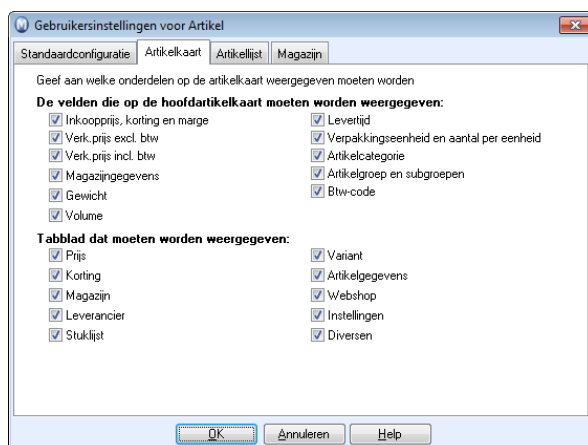 Gebruikersinstellingen voor Artikel
Standaardconfiguratie Artikelkaart Artikellijst Magazijn
Geef aan welke onderdelen op de artikelkaart weergegeven moeten worden
De velden die op de hoofdartikelkaart moeten worden weergegeven:
Inkoopprijs, korting en marge
Verk.prijs excl. btw
Verk.prijs incl. btw
Magazijngegevens
Gewicht
Volume
Levertijd
Verpakkingseenheid en aantal per eenheid
Artikelcategorie
Artikelgroep en subgroepen
Btw-code
Tabblad dat moeten worden weergegeven:
Prijs
Korting
Magazijn
Leverancier
Stuklijst
Variant
Artikelgegevens
Webshop
Instellingen
Diversen
OK Annuleren Help